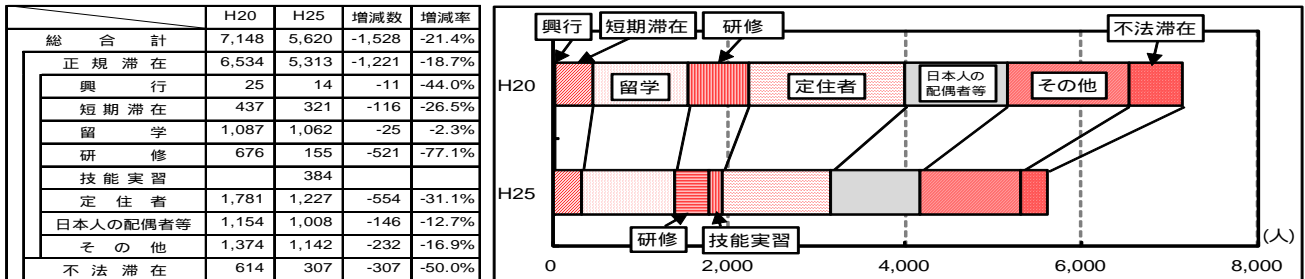 H20 H25 増減数 増減率
総合計 7,148 5,620 -1,528 -21.4%
正規滞在 6,534 5,313 -1,221 -18.7%
興行 25 14 -11 -44.0%
短期滞在 437 321 -116 -26.5%
留学 1,087 1,062 -25 -2.3%
研修 676 155 -521 -77.1%
技能実習 384
定住者 1,781 1,227 -554 -31.1%
日本人の配偶者等 1,154 1,008 -146 -12.7%
その他 1,374 1,142 -232 -16.9%
不法滞在 614 307 -307 -50.0%
興行 短期滞在 研修 不法滞在
H20 留学 定住者 日本人の
配偶者等 その他
H25
研修 技能実習
(人)
0 2,000 4,000 6,000 8,000